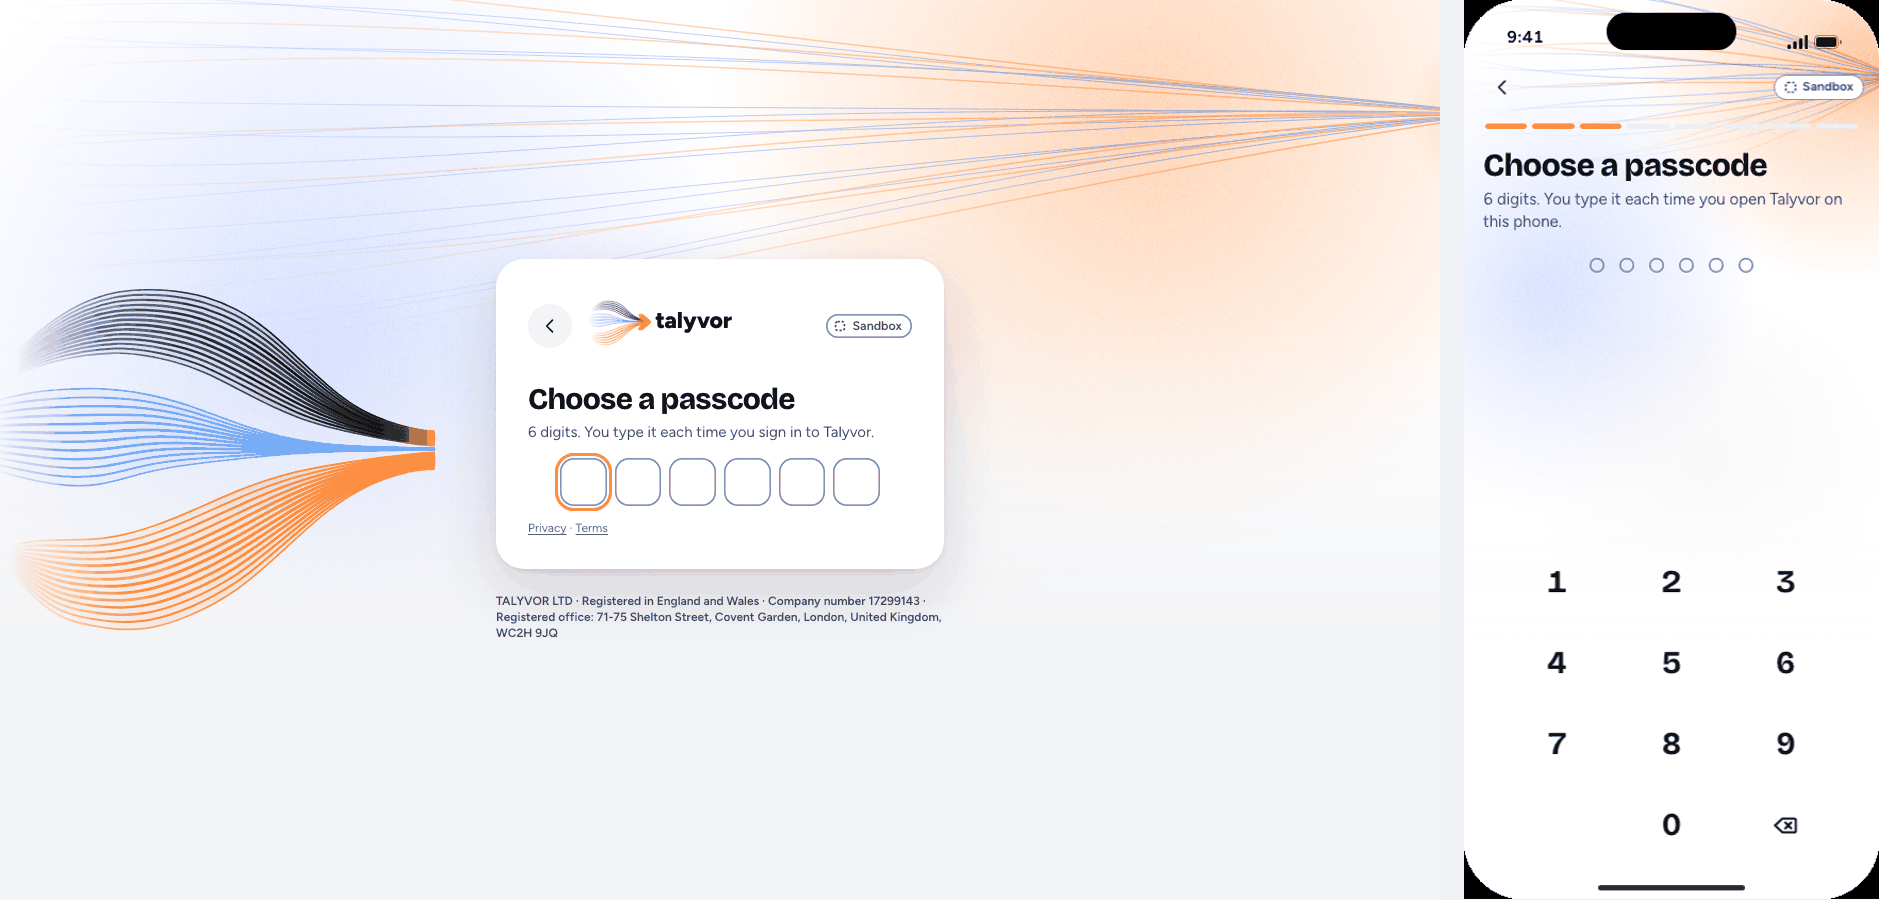 talyvor
Sandbox
Choose a passcode
6 digits. You type it each time you sign in to Talyvor.
Privacy · Terms
TALYVOR LTD · Registered in England and Wales · Company number 17299143 ·
Registered office: 71-75 Shelton Street, Covent Garden, London, United Kingdom,
WC2H 9JQ
9:41
Sandbox
Choose a passcode
6 digits. You type it each time you open Talyvor on
this phone.
1 2 3
4 5 6
7 8 9
0